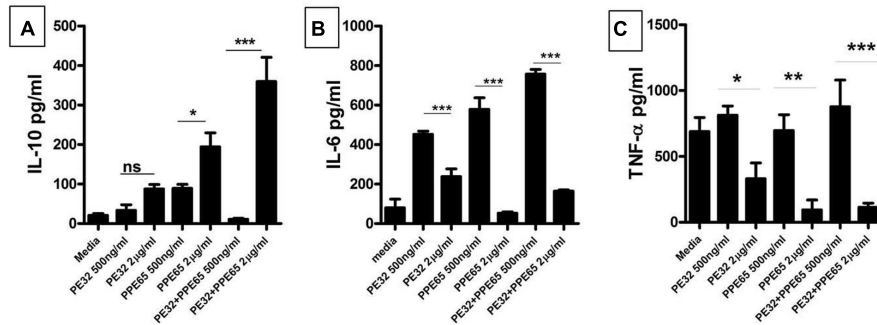 A
IL-10 pg/ml
500
400
300
200
100
0
ns
*
***
Media
PE32 500ng/ml
PE32 2µg/ml
PPE65 500ng/ml
PPE65 2µg/ml
PE32+PPE65 500ng/ml
PE32+PPE65 2µg/ml
B
IL-6 pg/ml
1000
800
600
400
200
0
***
***
***
media
PE32 500ng/ml
PE32 2µg/ml
PPE65 500ng/ml
PPE65 2µg/ml
PE32+PPE65 500ng/ml
PE32+PPE65 2µg/ml
C
TNF-α pg/ml
1500
1000
500
0
*
**
***
Media
PE32 500ng/ml
PE32 2µg/ml
PPE65 500ng/ml
PPE65 2µg/ml
PE32+PPE65 500ng/ml
PE32+PPE65 2µg/ml